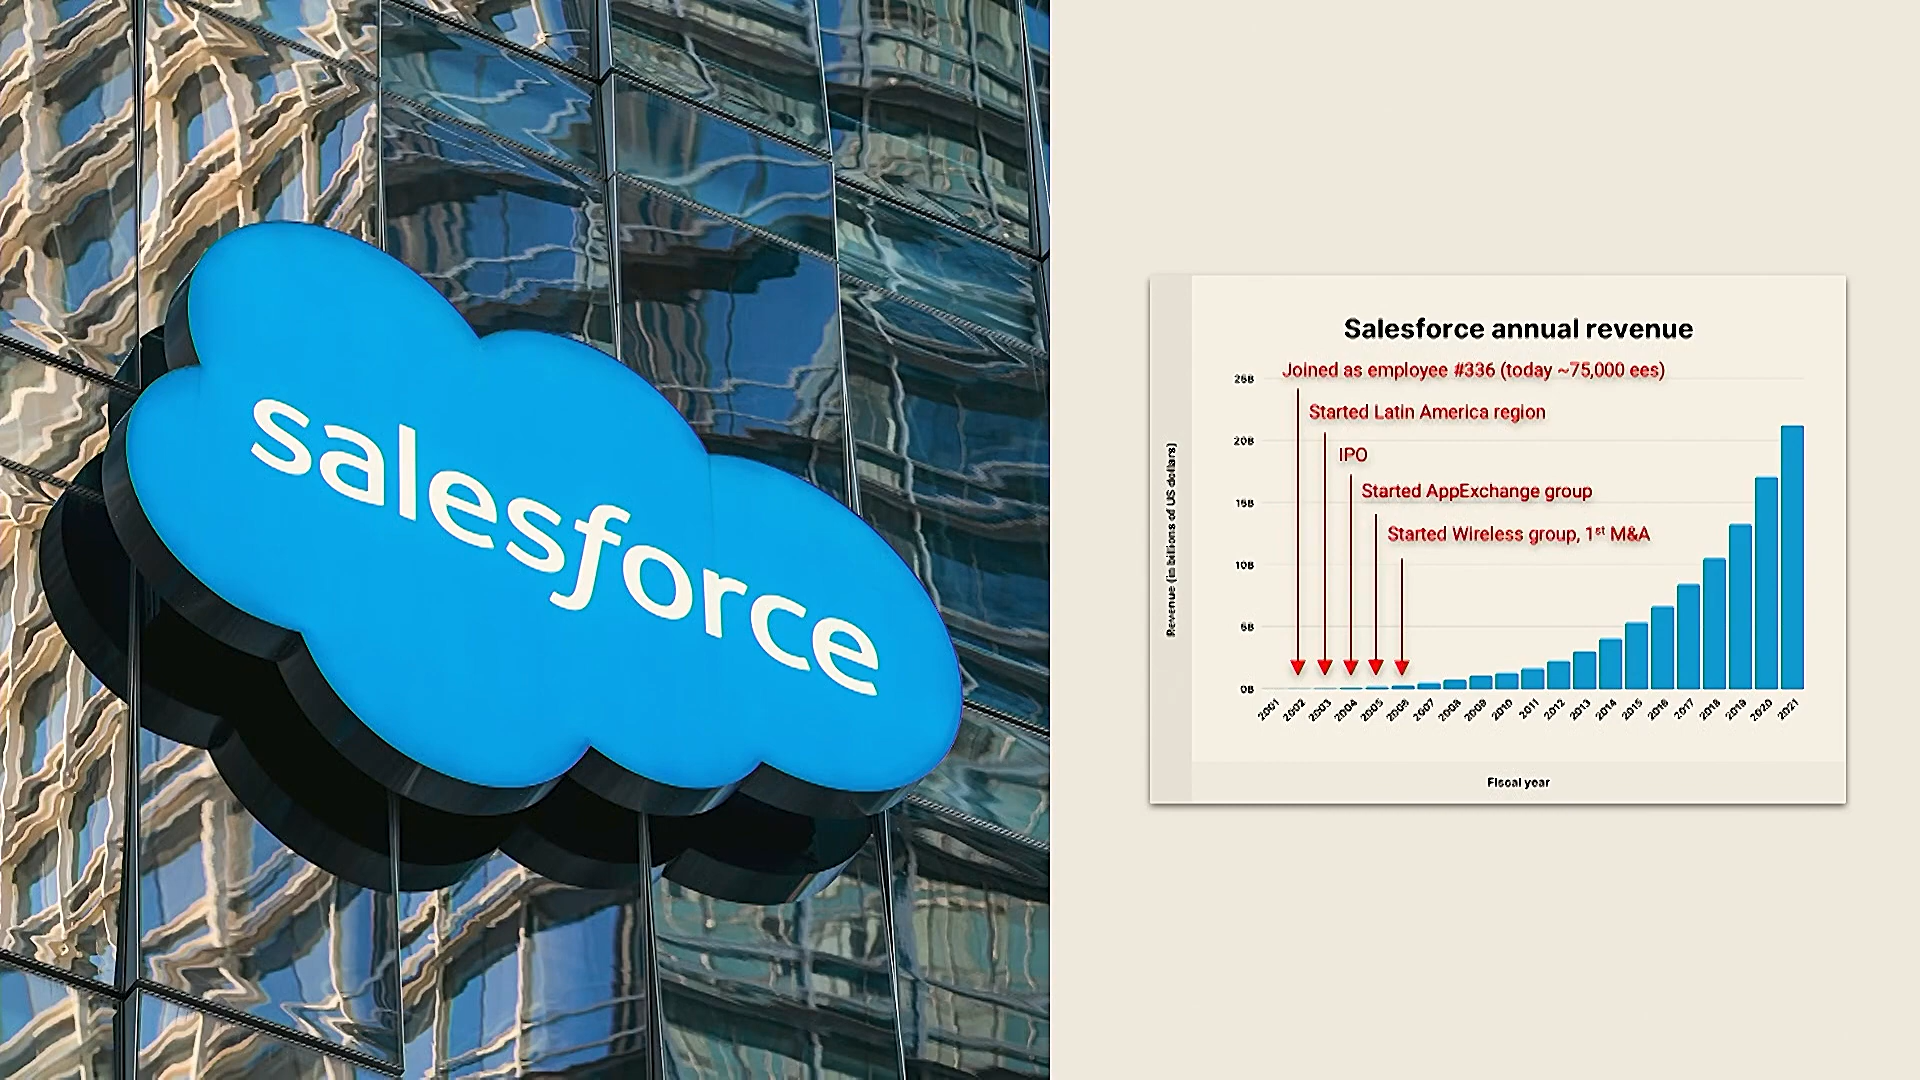 salesforce
Salesforce annual revenue
Joined as employee #336 (today ~75,000 ees)
Started Latin America region
IPO
Started AppExchange group
Started Wireless group, 1st M&A
Revenue (in billions of US dollars)
25B
20B
15B
10B
5B
0B
2001
2002
2003
2004
2005
2006
2007
2008
2009
2010
2011
2012
2013
2014
2015
2016
2017
2018
2019
2020
2021
Fiscal year